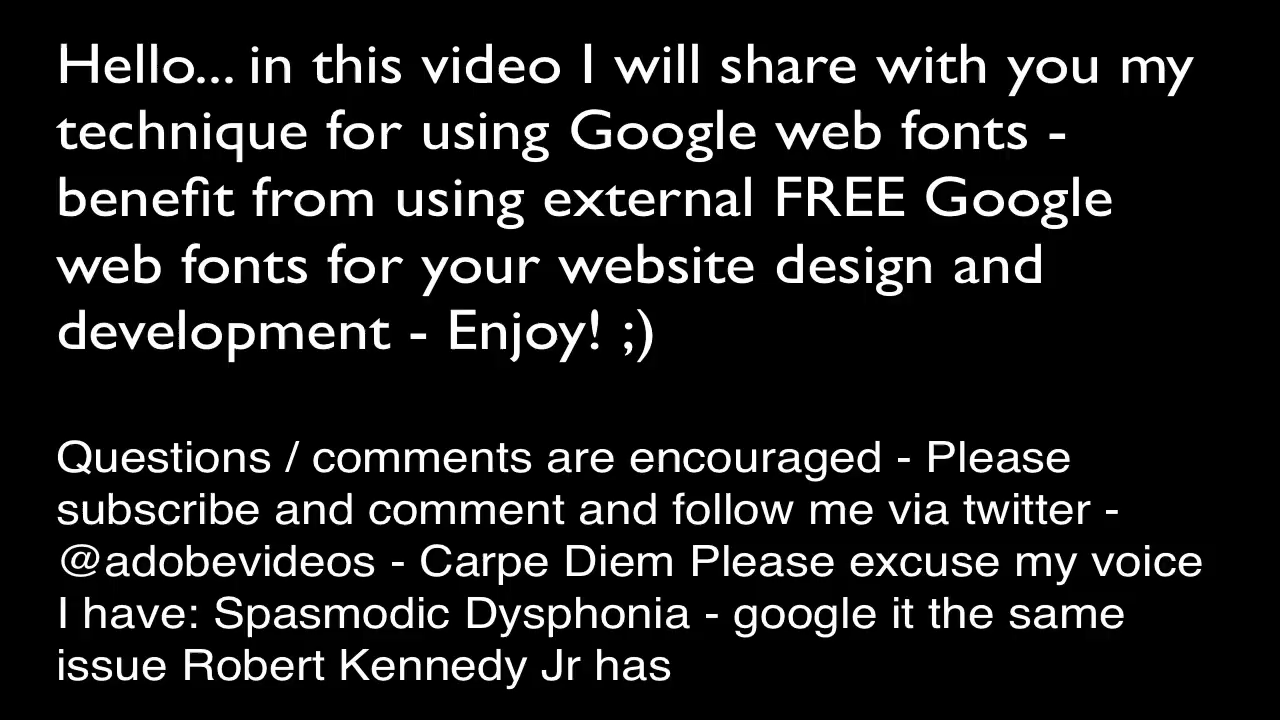 Hello... in this video I will share with you my
technique for using Google web fonts -
benefit from using external FREE Google
web fonts for your website design and
development - Enjoy! ;)
Questions / comments are encouraged - Please
subscribe and comment and follow me via twitter -
@adobevideos - Carpe Diem Please excuse my voice
I have: Spasmodic Dysphonia - google it the same
issue Robert Kennedy Jr has